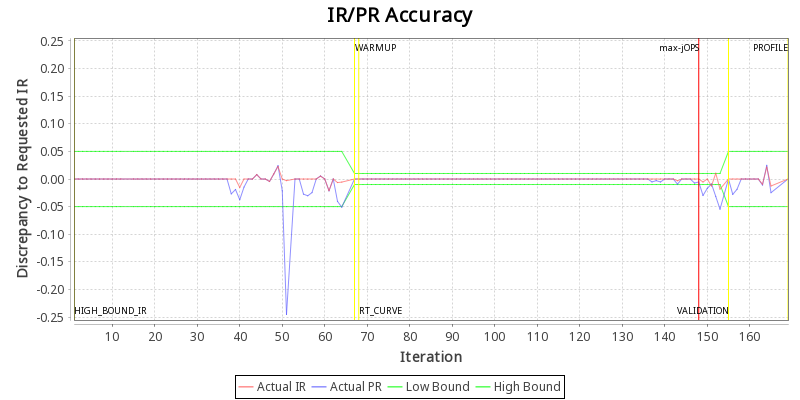 IR/PR Accuracy
Discrepancy to Requested IR
0.25
0.20
0.15
0.10
0.05
0.00
-0.05
-0.10
-0.15
-0.20
-0.25
WARMUP
max-jOPS
PROFILE
HIGH_BOUND_IR
RT_CURVE
VALIDATION
10 20 30 40 50 60 70 80 90 100 110 120 130 140 150 160
Iteration
Actual IR Actual PR Low Bound High Bound